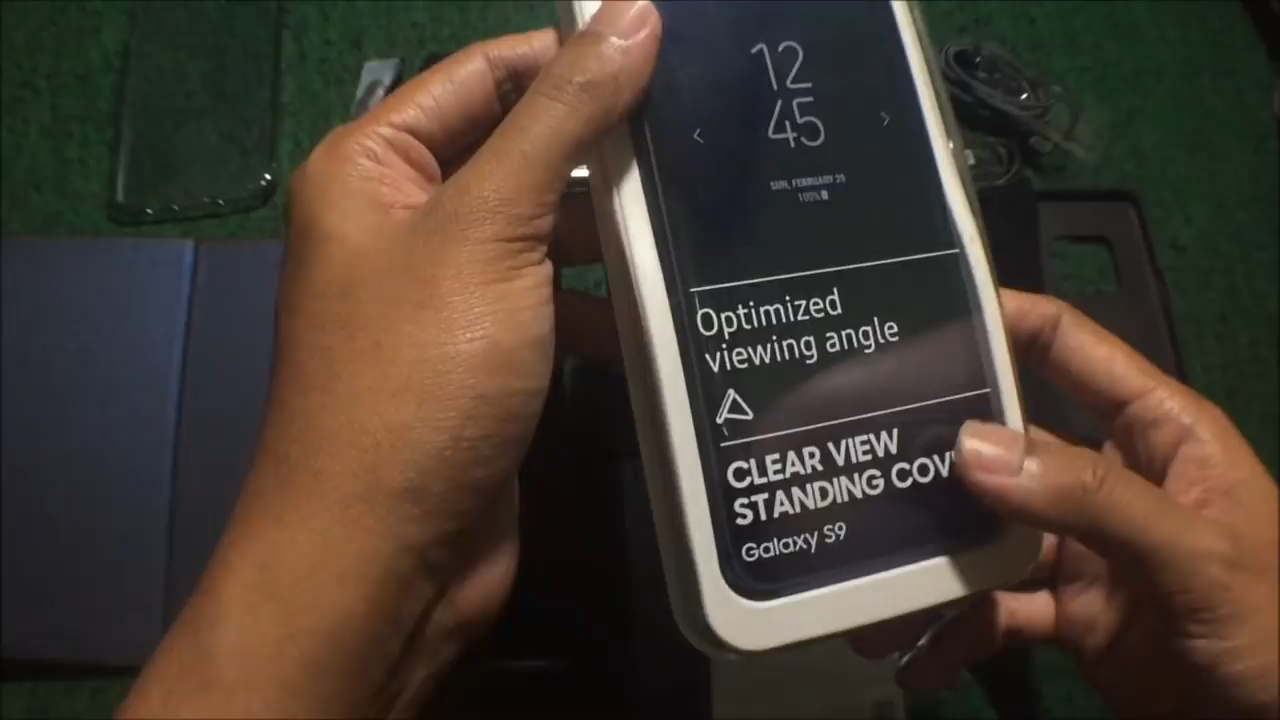 12
45
< >
SUN, FEBRUARY 25
100%
Optimized
viewing angle
CLEAR VIEW
STANDING COV
Galaxy S9